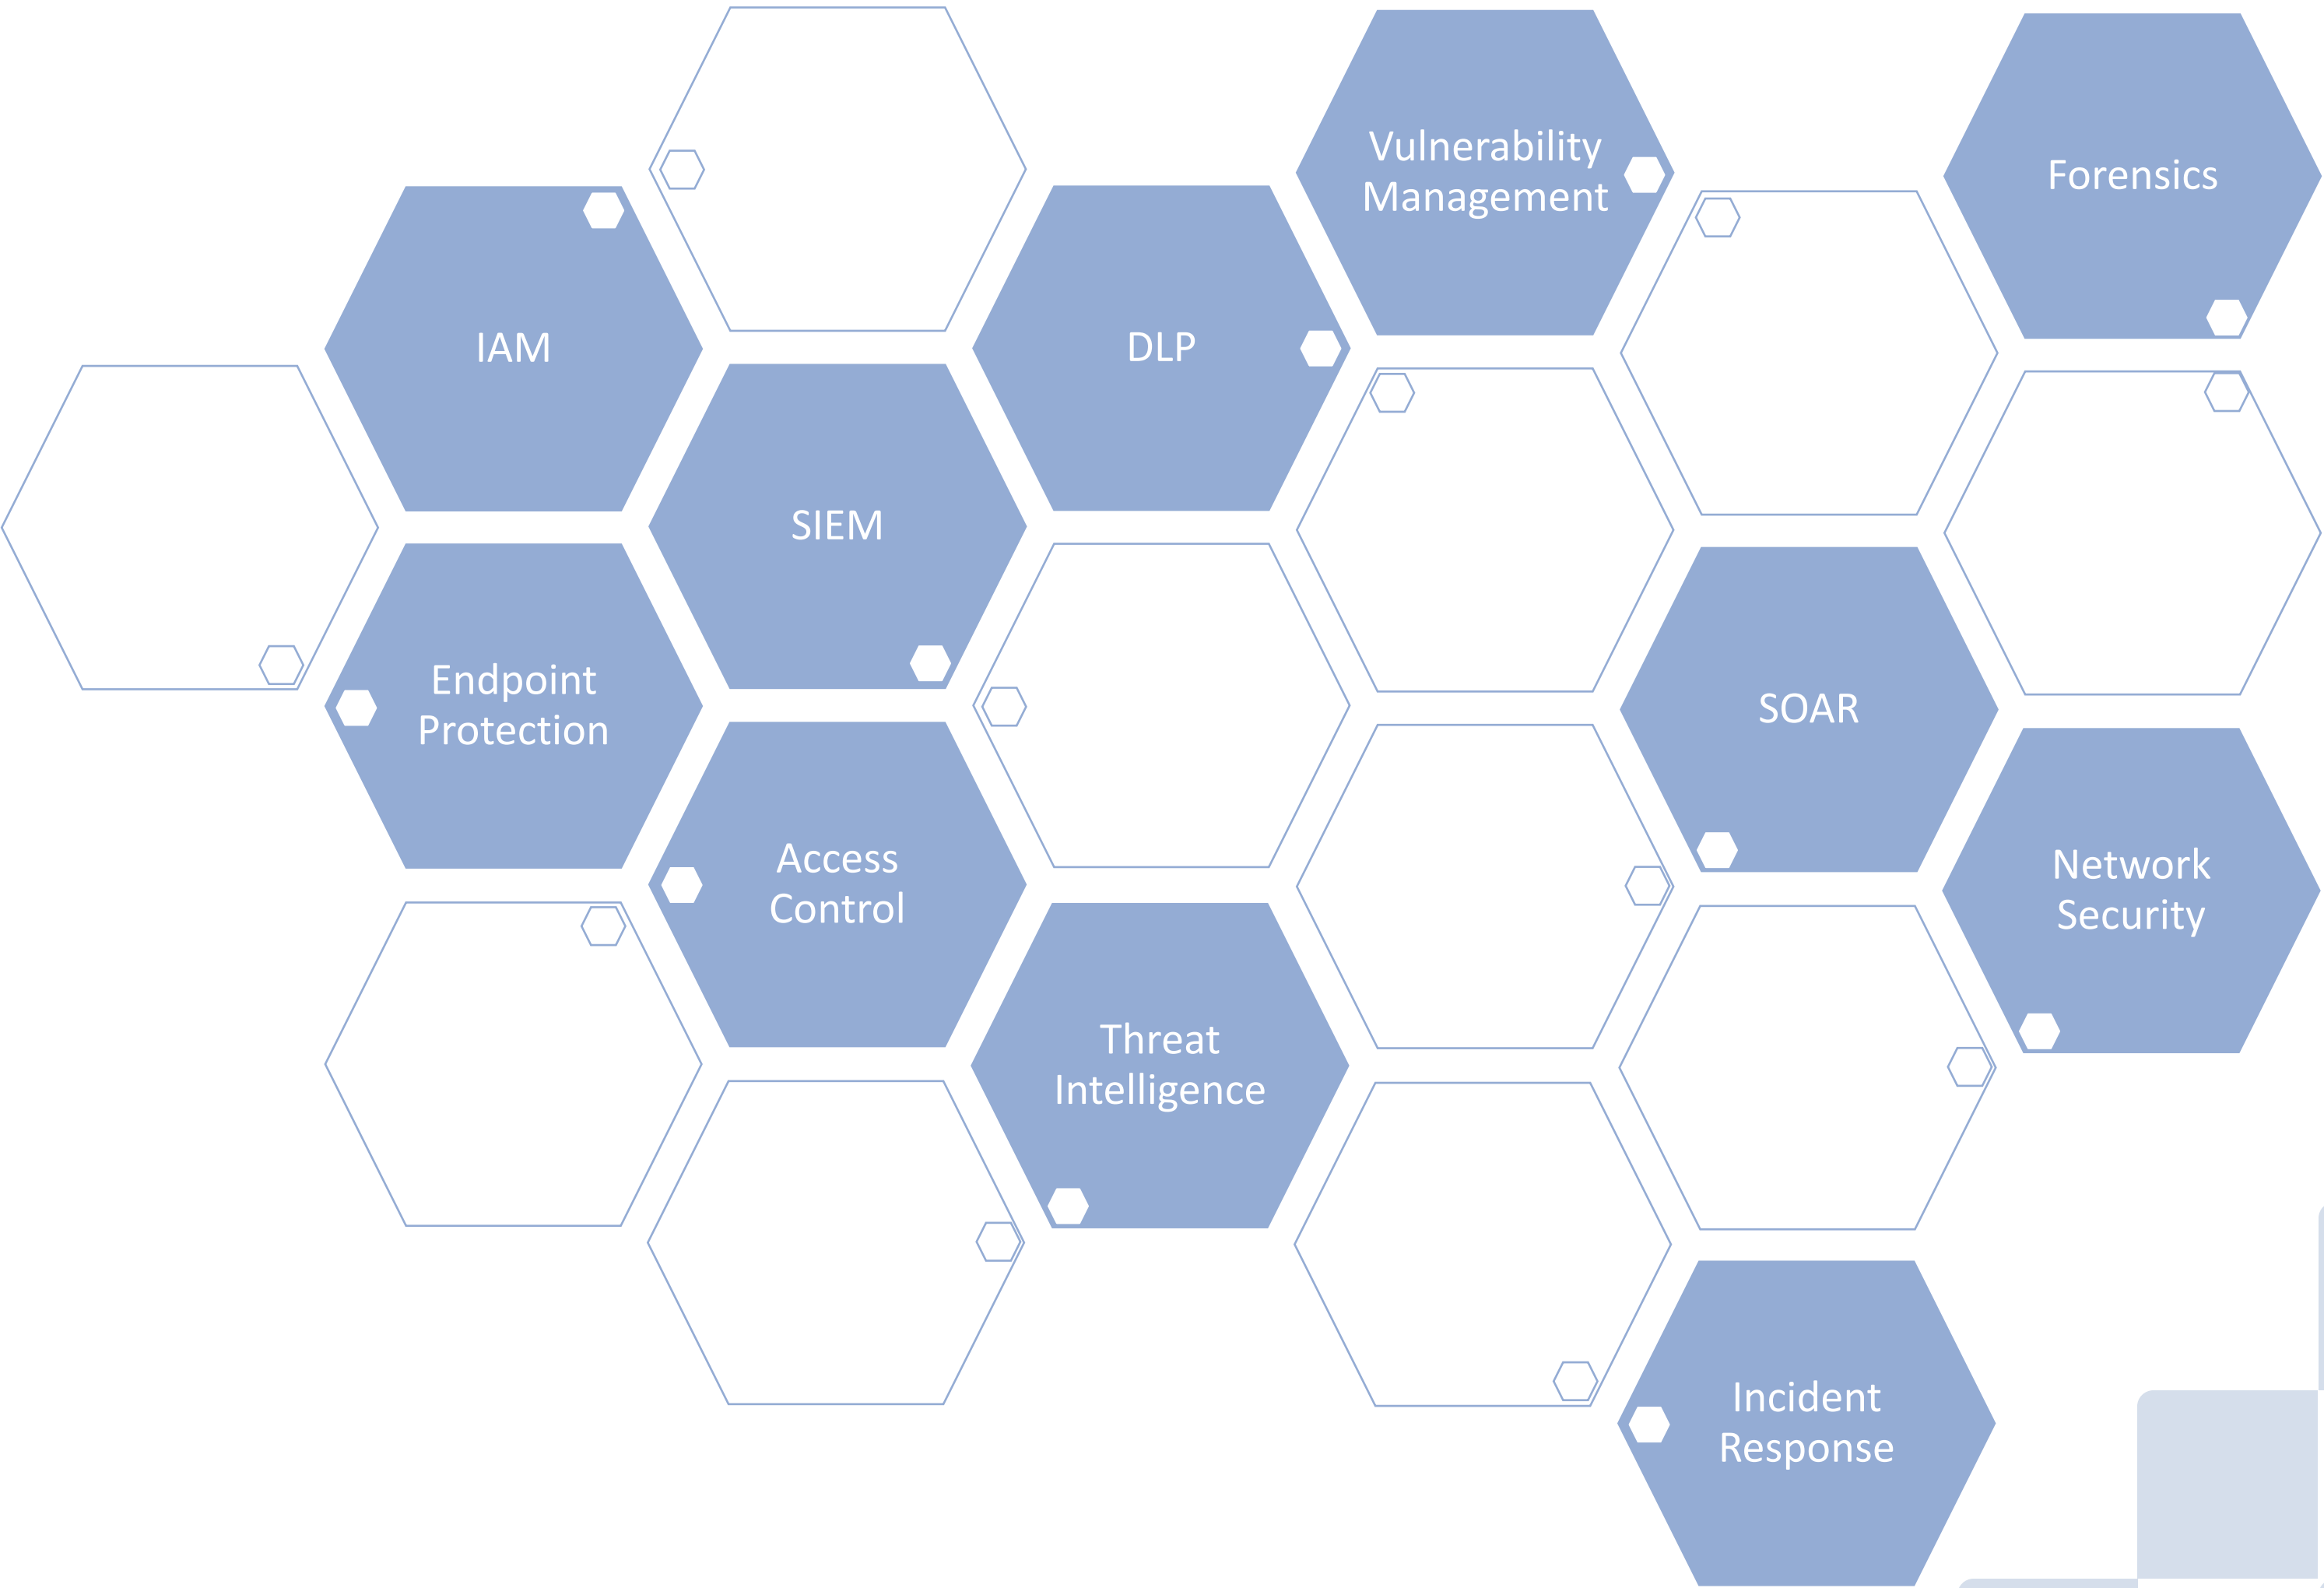 Vulnerability
Management
Forensics
IAM
DLP
SIEM
Endpoint
Protection
SOAR
Access
Control
Network
Security
Threat
Intelligence
Incident
Response